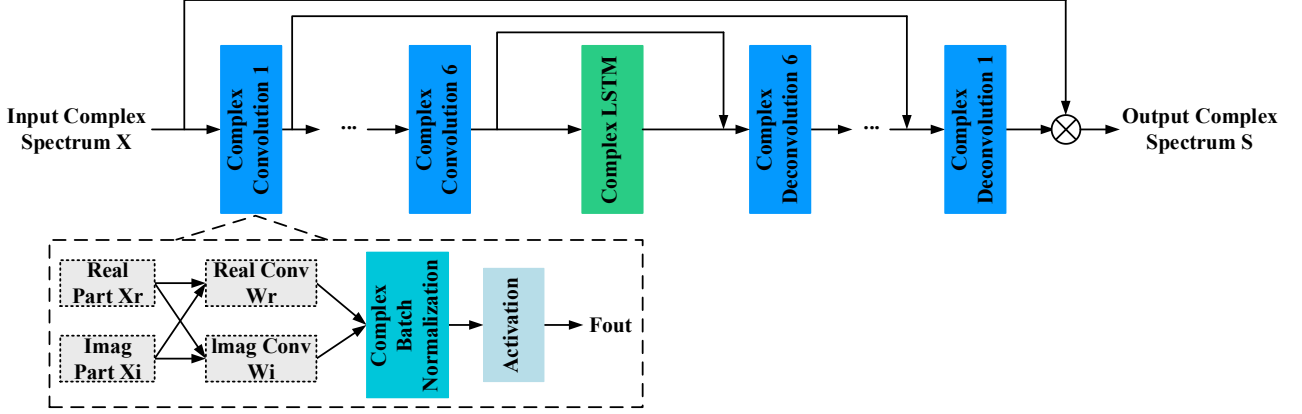 Input Complex
Spectrum X
Complex
Convolution 1
...
Complex
Convolution 6
Complex LSTM
Complex
Deconvolution 6
...
Complex
Deconvolution 1
Output Complex
Spectrum S
Real
Part Xr
Real Conv
Wr
Imag
Part Xi
Imag Conv
Wi
Complex
Batch
Normalization
Activation
Fout